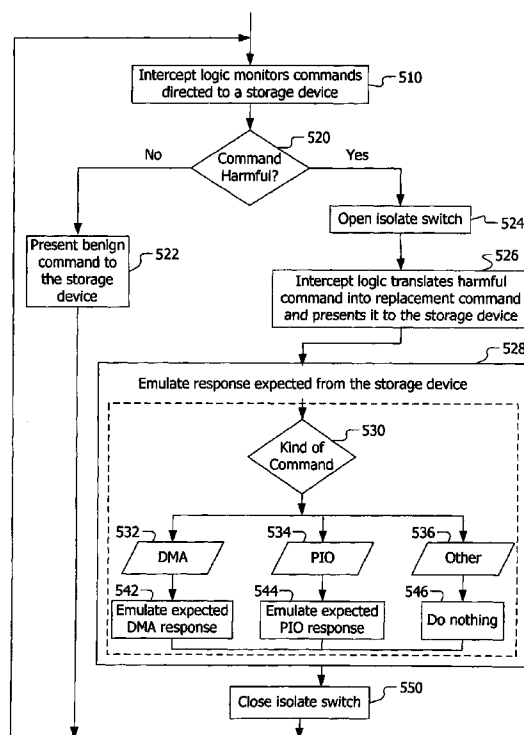 Intercept logic monitors commands
directed to a storage device
510
520
Command
Harmful?
No
Yes
Open isolate switch
524
Present benign
command to
the storage
device
522
526
Intercept logic translates harmful
command into replacement command
and presents it to the storage device
528
Emulate response expected from the storage device
Kind of
Command
530
532
DMA
534
PIO
536
Other
542
Emulate expected
DMA response
544
Emulate expected
PIO response
546
Do nothing
Close isolate switch
550